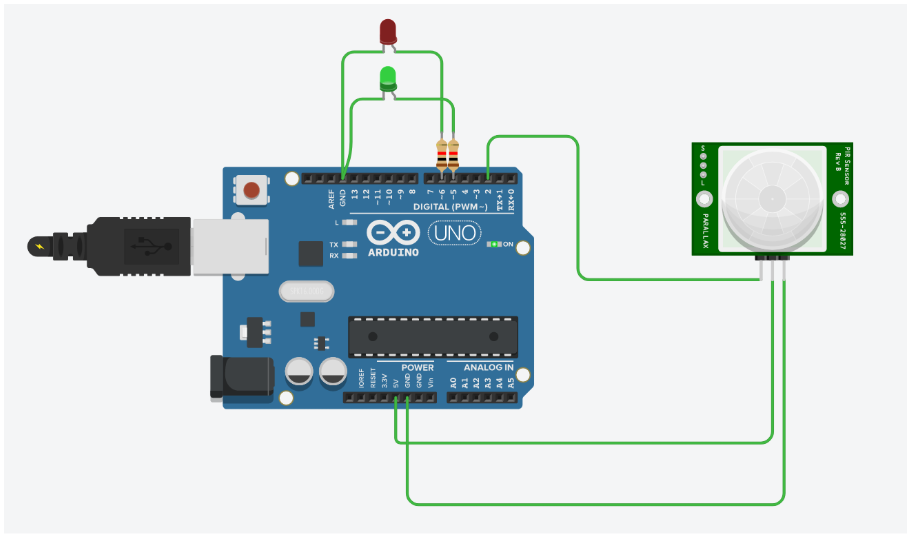 AREF
GND
13
12
~11
~10
~9
8
7
~6
~5
4
~3
2
TX→1
RX←0
DIGITAL (PWM~)
L
TX
RX
ARDUINO
UNO
ON
POWER
ANALOG IN
IOREF
RESET
3.3V
5V
GND
GND
Vin
A0
A1
A2
A3
A4
A5
S
L
PARALLAX
PIR SENSOR
Rev B
555-28027